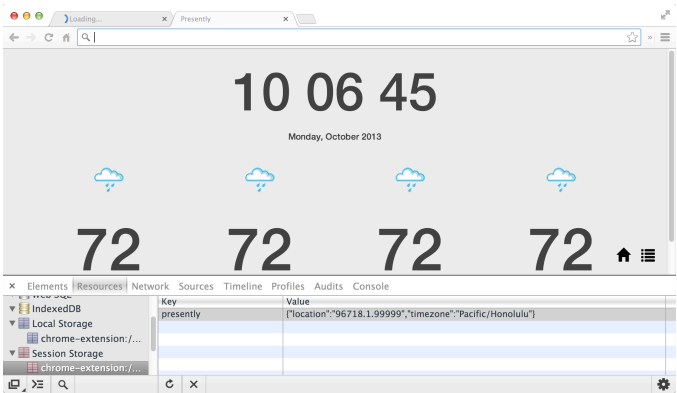 Loading...
Presently
10 06 45
Monday, October 2013
72 72 72 72
Elements Resources Network Sources Timeline Profiles Audits Console
Web SQL
Key Value
IndexedDB
presently {"location":"96718.1.99999","timezone":"Pacific/Honolulu"}
Local Storage
chrome-extension:/...
Session Storage
chrome-extension:/...